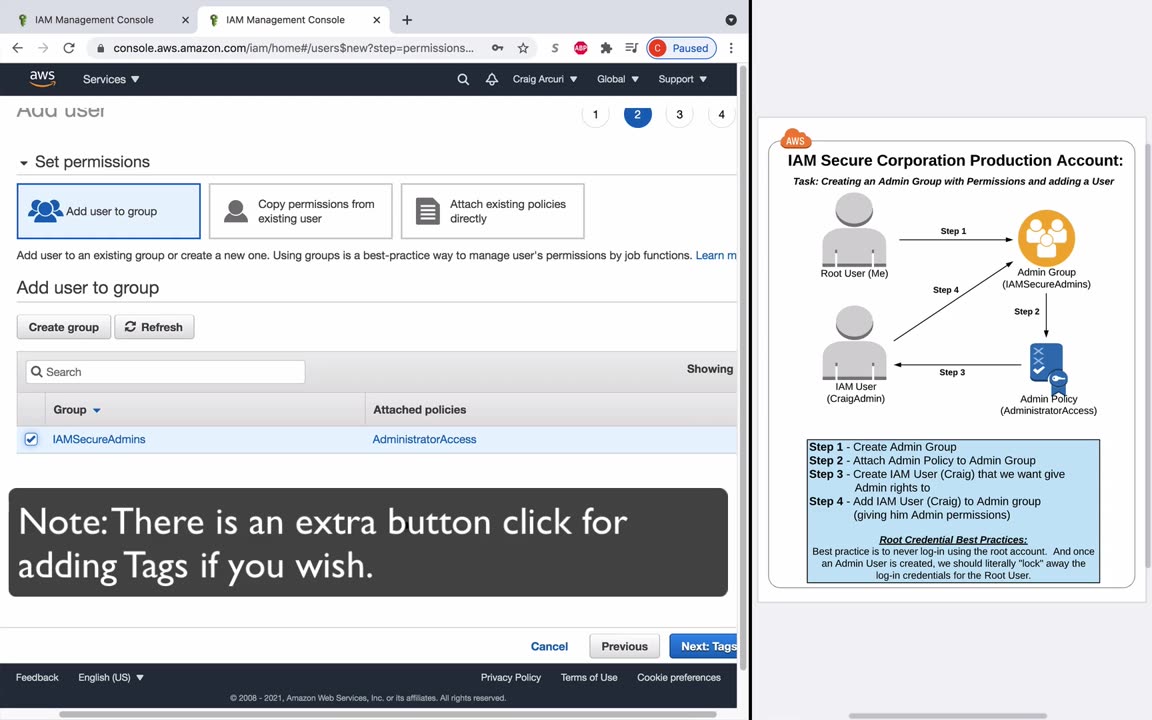 IAM Management Console
IAM Management Console
console.aws.amazon.com/iam/home#/users$new?step=permissions...
S
ABP
C Paused
aws
Services
Craig Arcuri
Global
Support
Add user
1
2
3
4
Set permissions
Add user to group
Copy permissions from
existing user
Attach existing policies
directly
Add user to an existing group or create a new one. Using groups is a best-practice way to manage user's permissions by job functions. Learn m
Add user to group
Create group
Refresh
Search
Showing
Group
Attached policies
IAMSecureAdmins
AdministratorAccess
Note: There is an extra button click for
adding Tags if you wish.
Cancel
Previous
Next: Tags
Feedback
English (US)
Privacy Policy
Terms of Use
Cookie preferences
© 2008 - 2021, Amazon Web Services, Inc. or its affiliates. All rights reserved.
AWS
IAM Secure Corporation Production Account:
Task: Creating an Admin Group with Permissions and adding a User
Step 1
Root User (Me)
Admin Group
(IAMSecureAdmins)
Step 4
Step 2
Step 3
IAM User
(CraigAdmin)
Admin Policy
(AdministratorAccess)
Step 1 - Create Admin Group
Step 2 - Attach Admin Policy to Admin Group
Step 3 - Create IAM User (Craig) that we want give
Admin rights to
Step 4 - Add IAM User (Craig) to Admin group
(giving him Admin permissions)
Root Credential Best Practices:
Best practice is to never log-in using the root account. And once
an Admin User is created, we should literally "lock" away the
log-in credentials for the Root User.